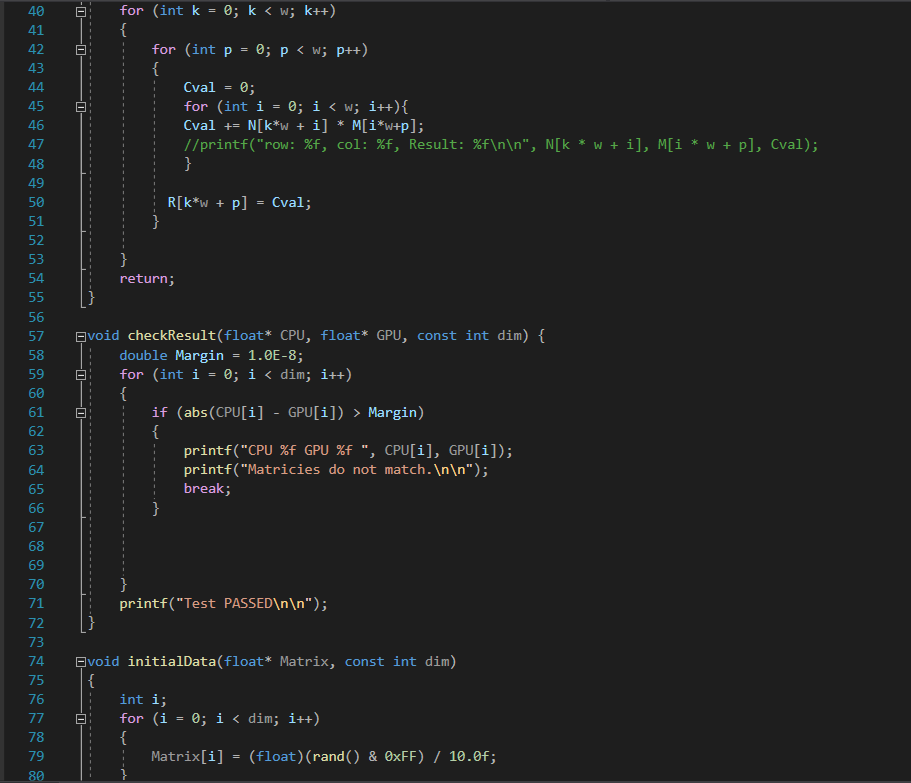 40 for (int k = 0; k < w; k++)
41 {
42 for (int p = 0; p < w; p++)
43 {
44 Cval = 0;
45 for (int i = 0; i < w; i++){
46 Cval += N[k*w + i] * M[i*w+p];
47 //printf("row: %f, col: %f, Result: %f\n\n", N[k * w + i], M[i * w + p], Cval);
48 }
49
50 R[k*w + p] = Cval;
51 }
52
53 }
54 return;
55 }
56
57 void checkResult(float* CPU, float* GPU, const int dim) {
58 double Margin = 1.0E-8;
59 for (int i = 0; i < dim; i++)
60 {
61 if (abs(CPU[i] - GPU[i]) > Margin)
62 {
63 printf("CPU %f GPU %f ", CPU[i], GPU[i]);
64 printf("Matricies do not match.\n\n");
65 break;
66 }
67
68
69
70 }
71 printf("Test PASSED\n\n");
72 }
73
74 void initialData(float* Matrix, const int dim)
75 {
76 int i;
77 for (i = 0; i < dim; i++)
78 {
79 Matrix[i] = (float)(rand() & 0xFF) / 10.0f;
80 }